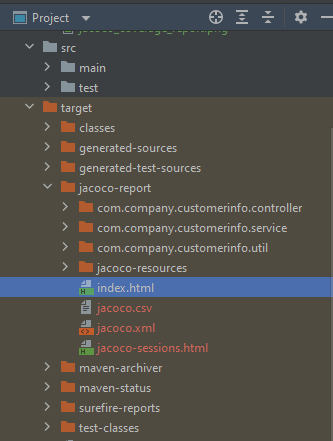 Project
jacoco_coverage_report.png
src
main
test
target
classes
generated-sources
generated-test-sources
jacoco-report
com.company.customerinfo.controller
com.company.customerinfo.service
com.company.customerinfo.util
jacoco-resources
index.html
jacoco.csv
jacoco.xml
jacoco-sessions.html
maven-archiver
maven-status
surefire-reports
test-classes